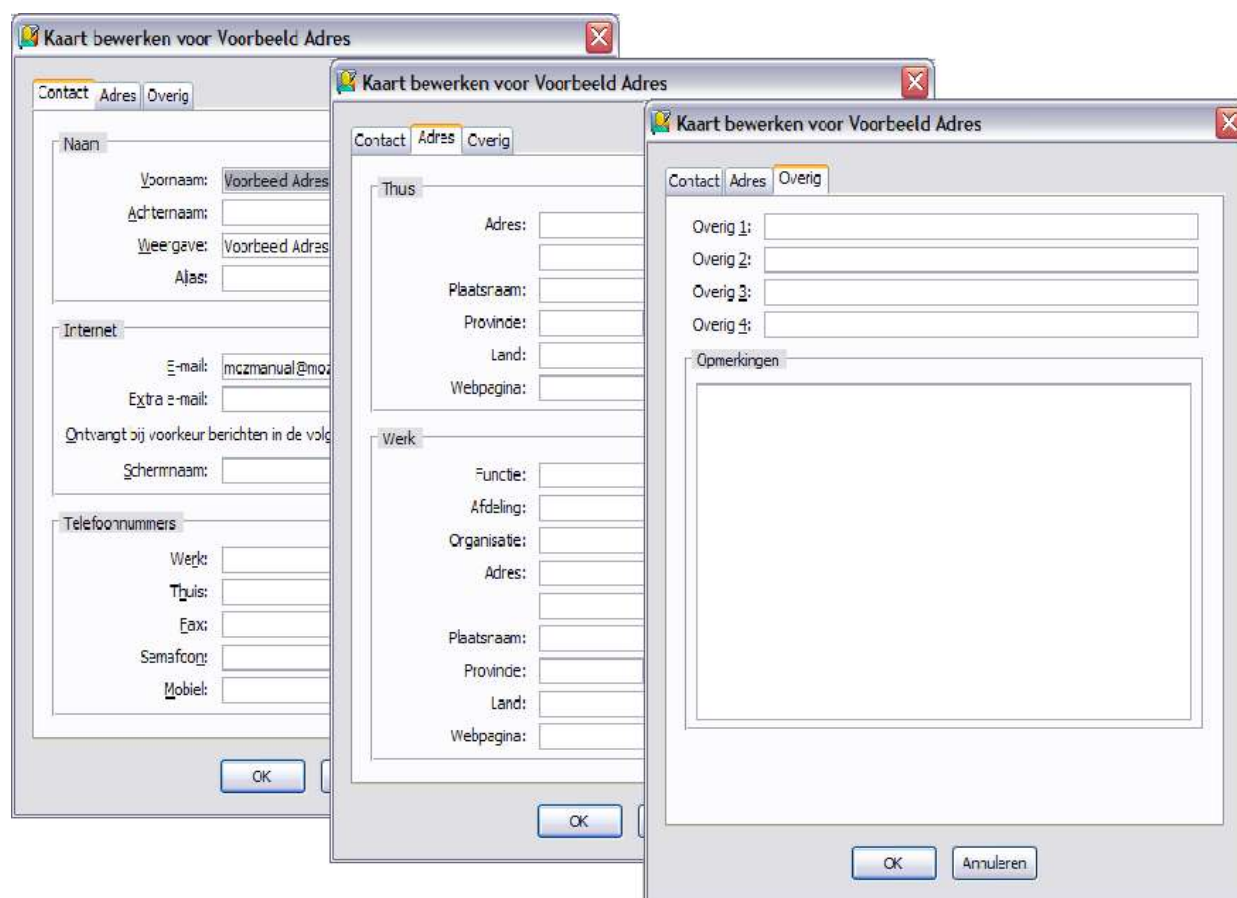 Kaart bewerken voor Voorbeeld Adres
Contact Adres Overig
Naam
Voornaam: Voorbeed Adres
Achternaam:
Weergave: Voorbeed Adres
Alias:
Internet
E-mail: mozmanual@moz
Extra e-mail:
Ontvangt bij voorkeur berichten in de volg
Schermnaam:
Telefoonnummers
Werk:
Thuis:
Fax:
Semafoon:
Mobiel:
OK
Kaart bewerken voor Voorbeeld Adres
Contact Adres Overig
Thuis
Adres:
Plaatsnaam:
Provincie:
Land:
Webpagina:
Werk
Functie:
Afdeling:
Organisatie:
Adres:
Plaatsnaam:
Provincie:
Land:
Webpagina:
OK
Kaart bewerken voor Voorbeeld Adres
Contact Adres Overig
Overig 1:
Overig 2:
Overig 3:
Overig 4:
Opmerkingen
OK Annuleren